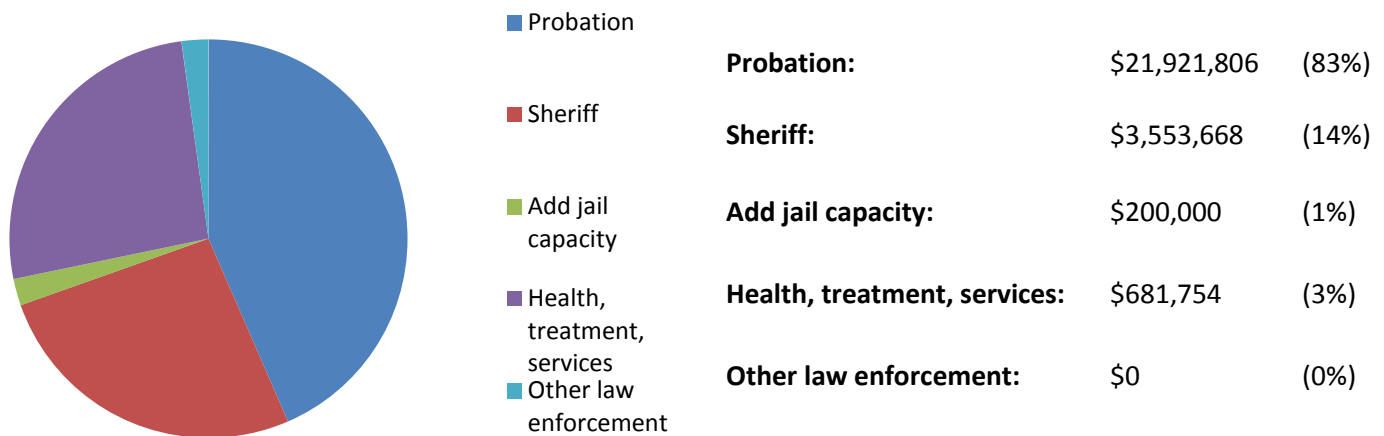 Probation
Sheriff
Add jail
capacity
Health,
treatment,
services
Other law
enforcement
Probation: $21,921,806 (83%)
Sheriff: $3,553,668 (14%)
Add jail capacity: $200,000 (1%)
Health, treatment, services: $681,754 (3%)
Other law enforcement: $0 (0%)